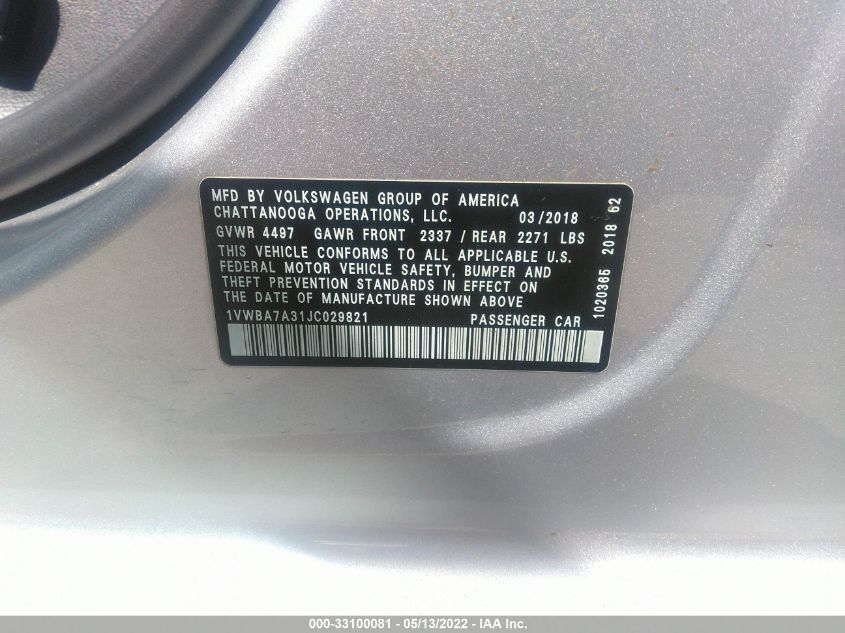 MFD BY VOLKSWAGEN GROUP OF AMERICA
CHATTANOOGA OPERATIONS, LLC. 03/2018
GVWR 4497 GAWR FRONT 2337 / REAR 2271 LBS
THIS VEHICLE CONFORMS TO ALL APPLICABLE U.S.
FEDERAL MOTOR VEHICLE SAFETY, BUMPER AND
THEFT PREVENTION STANDARDS IN EFFECT ON
THE DATE OF MANUFACTURE SHOWN ABOVE
1VWBA7A31JC029821 PASSENGER CAR
1020365 2018 62
000-33100081 - 05/13/2022 - IAA Inc.